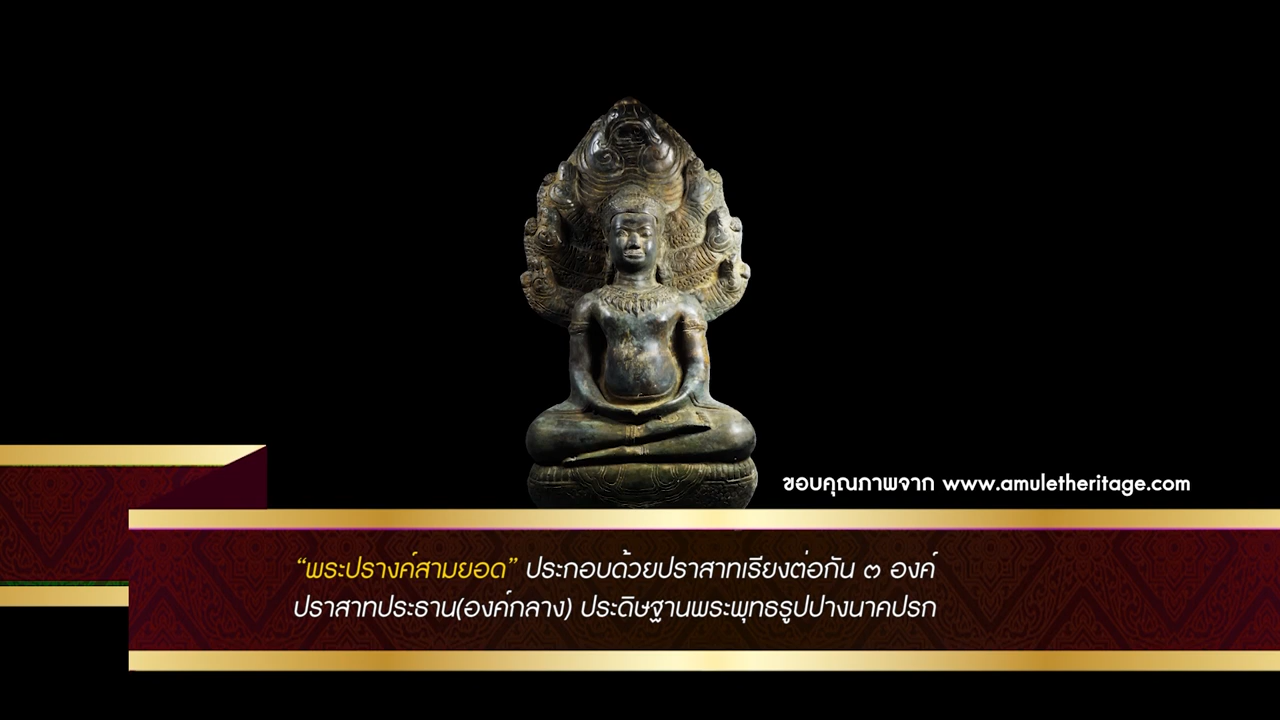 ขอบคุณภาพจาก www.amuletheritage.com
“พระปรางค์สามยอด” ประกอบด้วยปราสาทเรียงต่อกัน ๓ องค์
ปราสาทประธาน(องค์กลาง) ประดิษฐานพระพุทธรูปปางนาคปรก